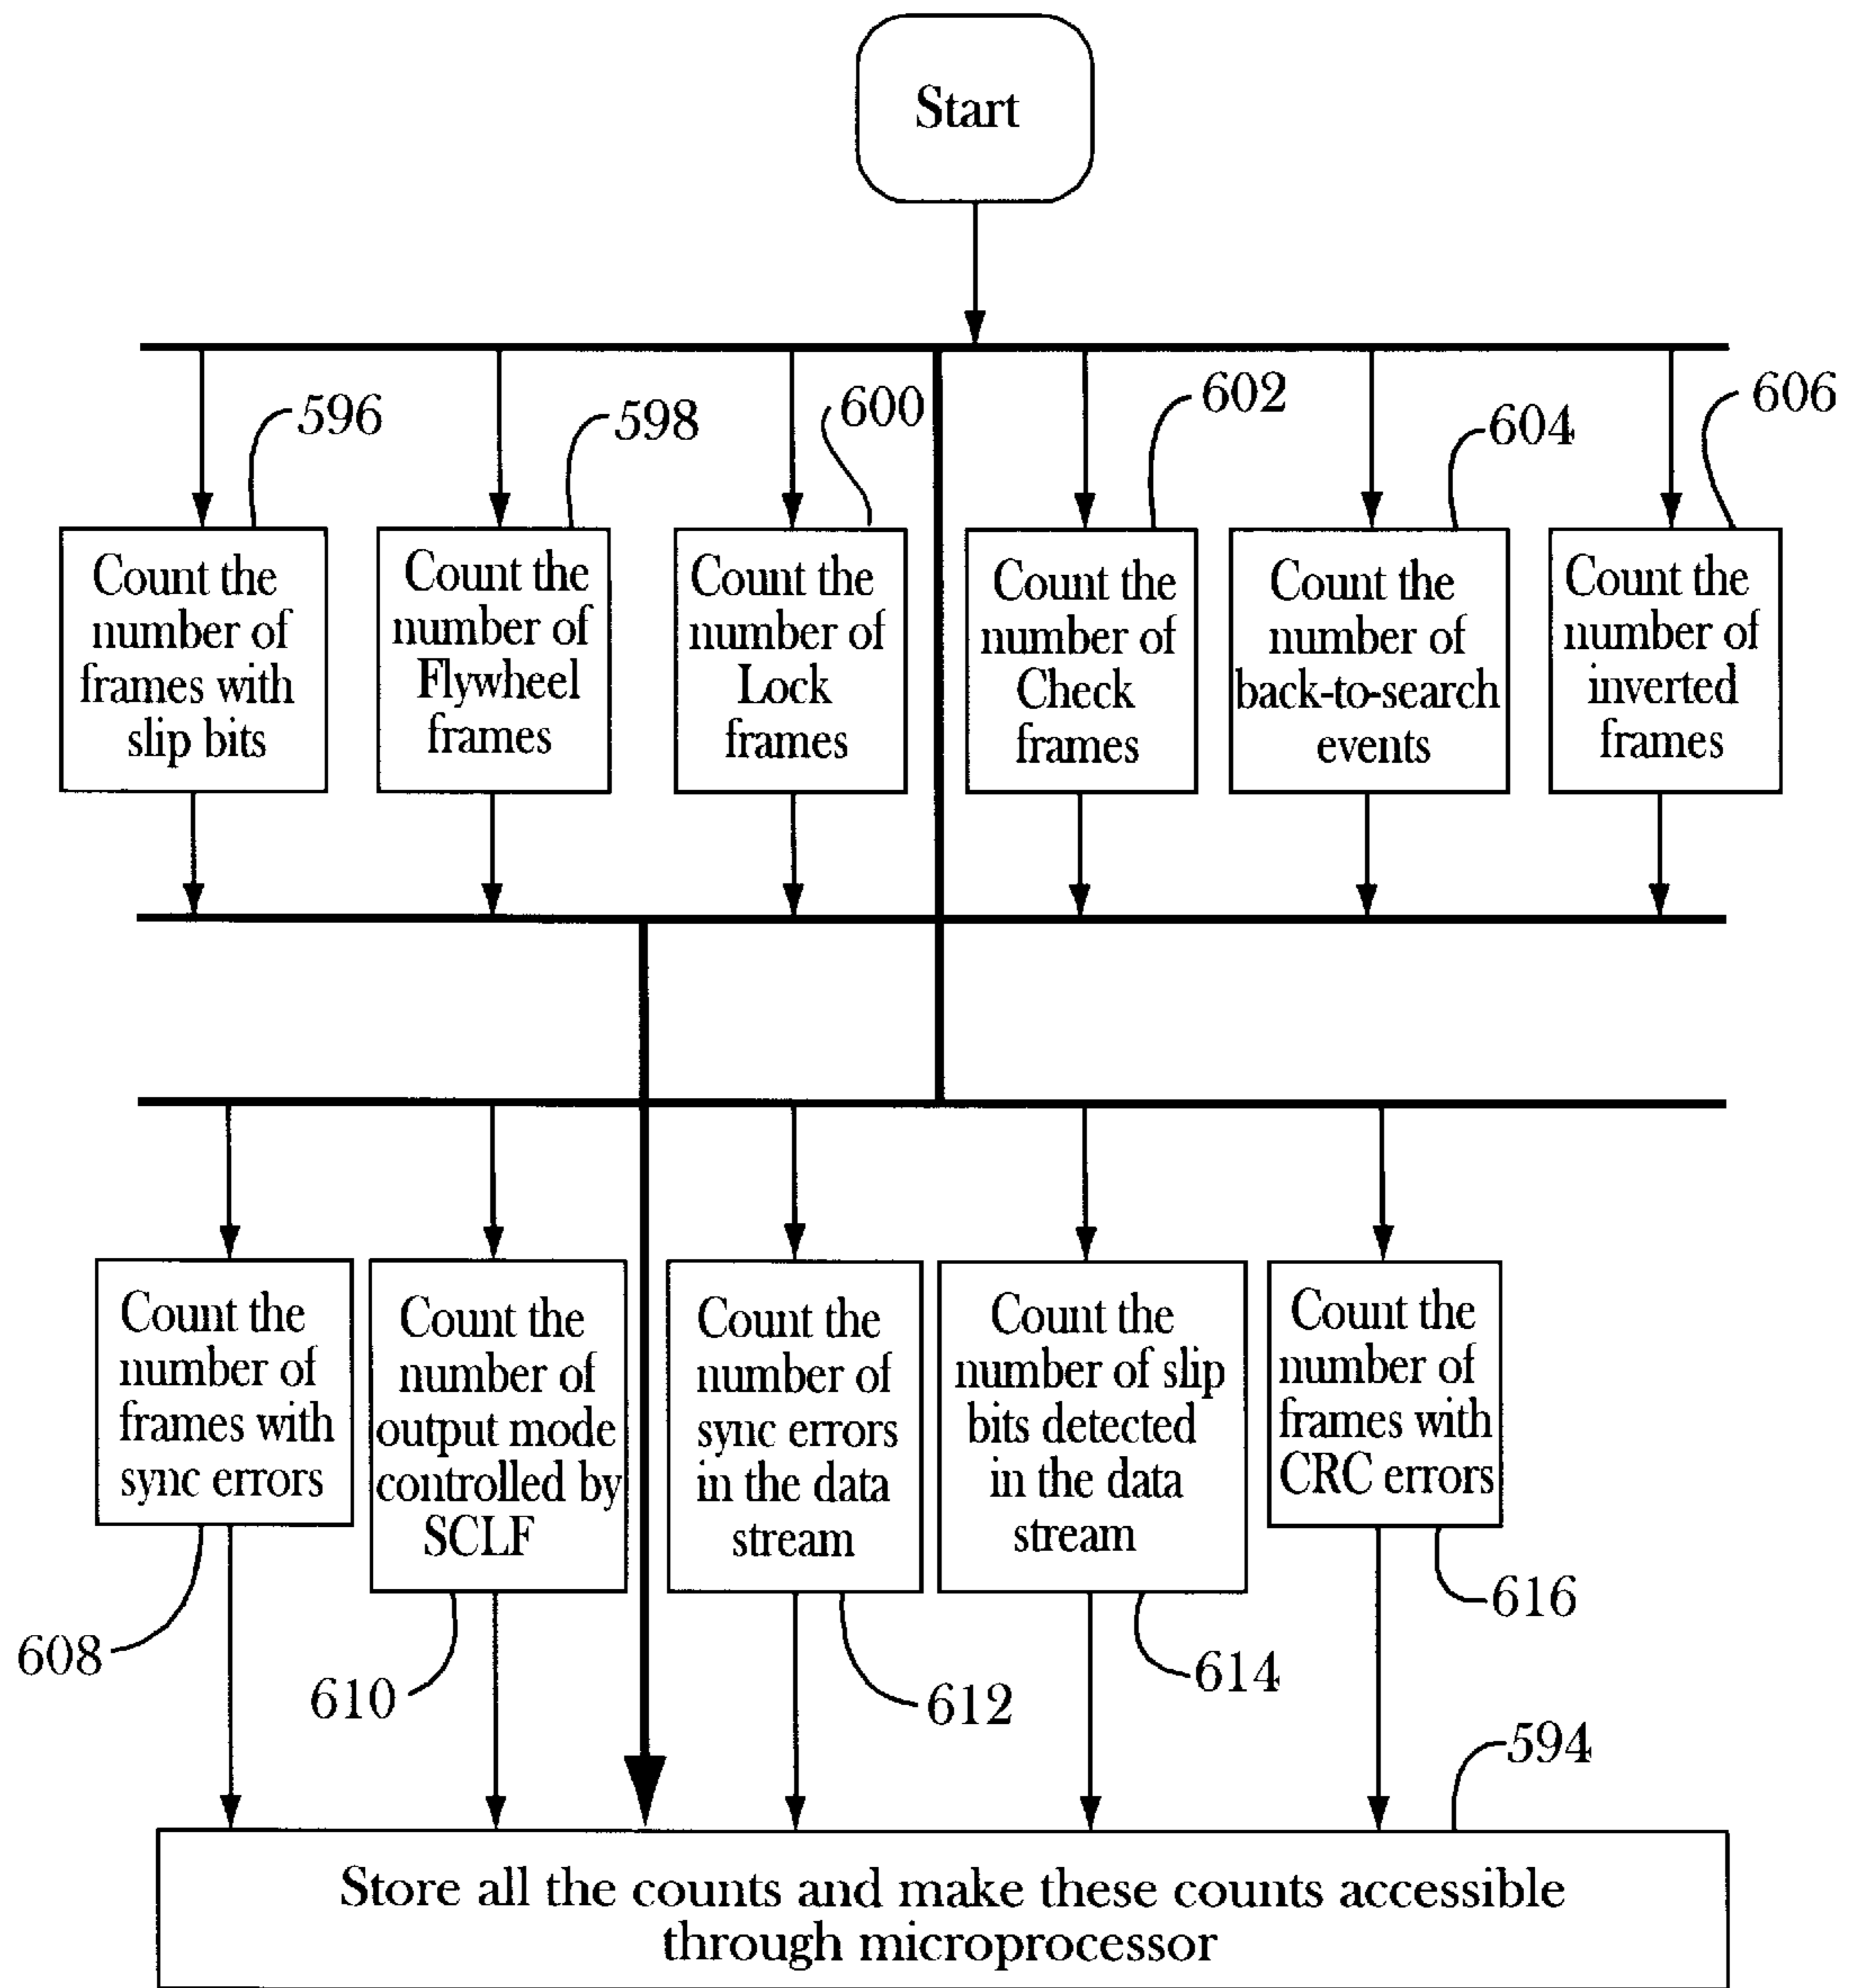 Start
596
598
600
602
604
606
Count the
number of
frames with
slip bits
Count the
number of
Flywheel
frames
Count the
number of
Lock
frames
Count the
number of
Check
frames
Count the
number of
back-to-search
events
Count the
number of
inverted
frames
Count the
number of
frames with
sync errors
Count the
number of
output mode
controlled by
SCLF
Count the
number of
sync errors
in the data
stream
Count the
number of slip
bits detected
in the data
stream
Count the
number of
frames with
CRC errors
608
610
612
614
616
594
Store all the counts and make these counts accessible
through microprocessor